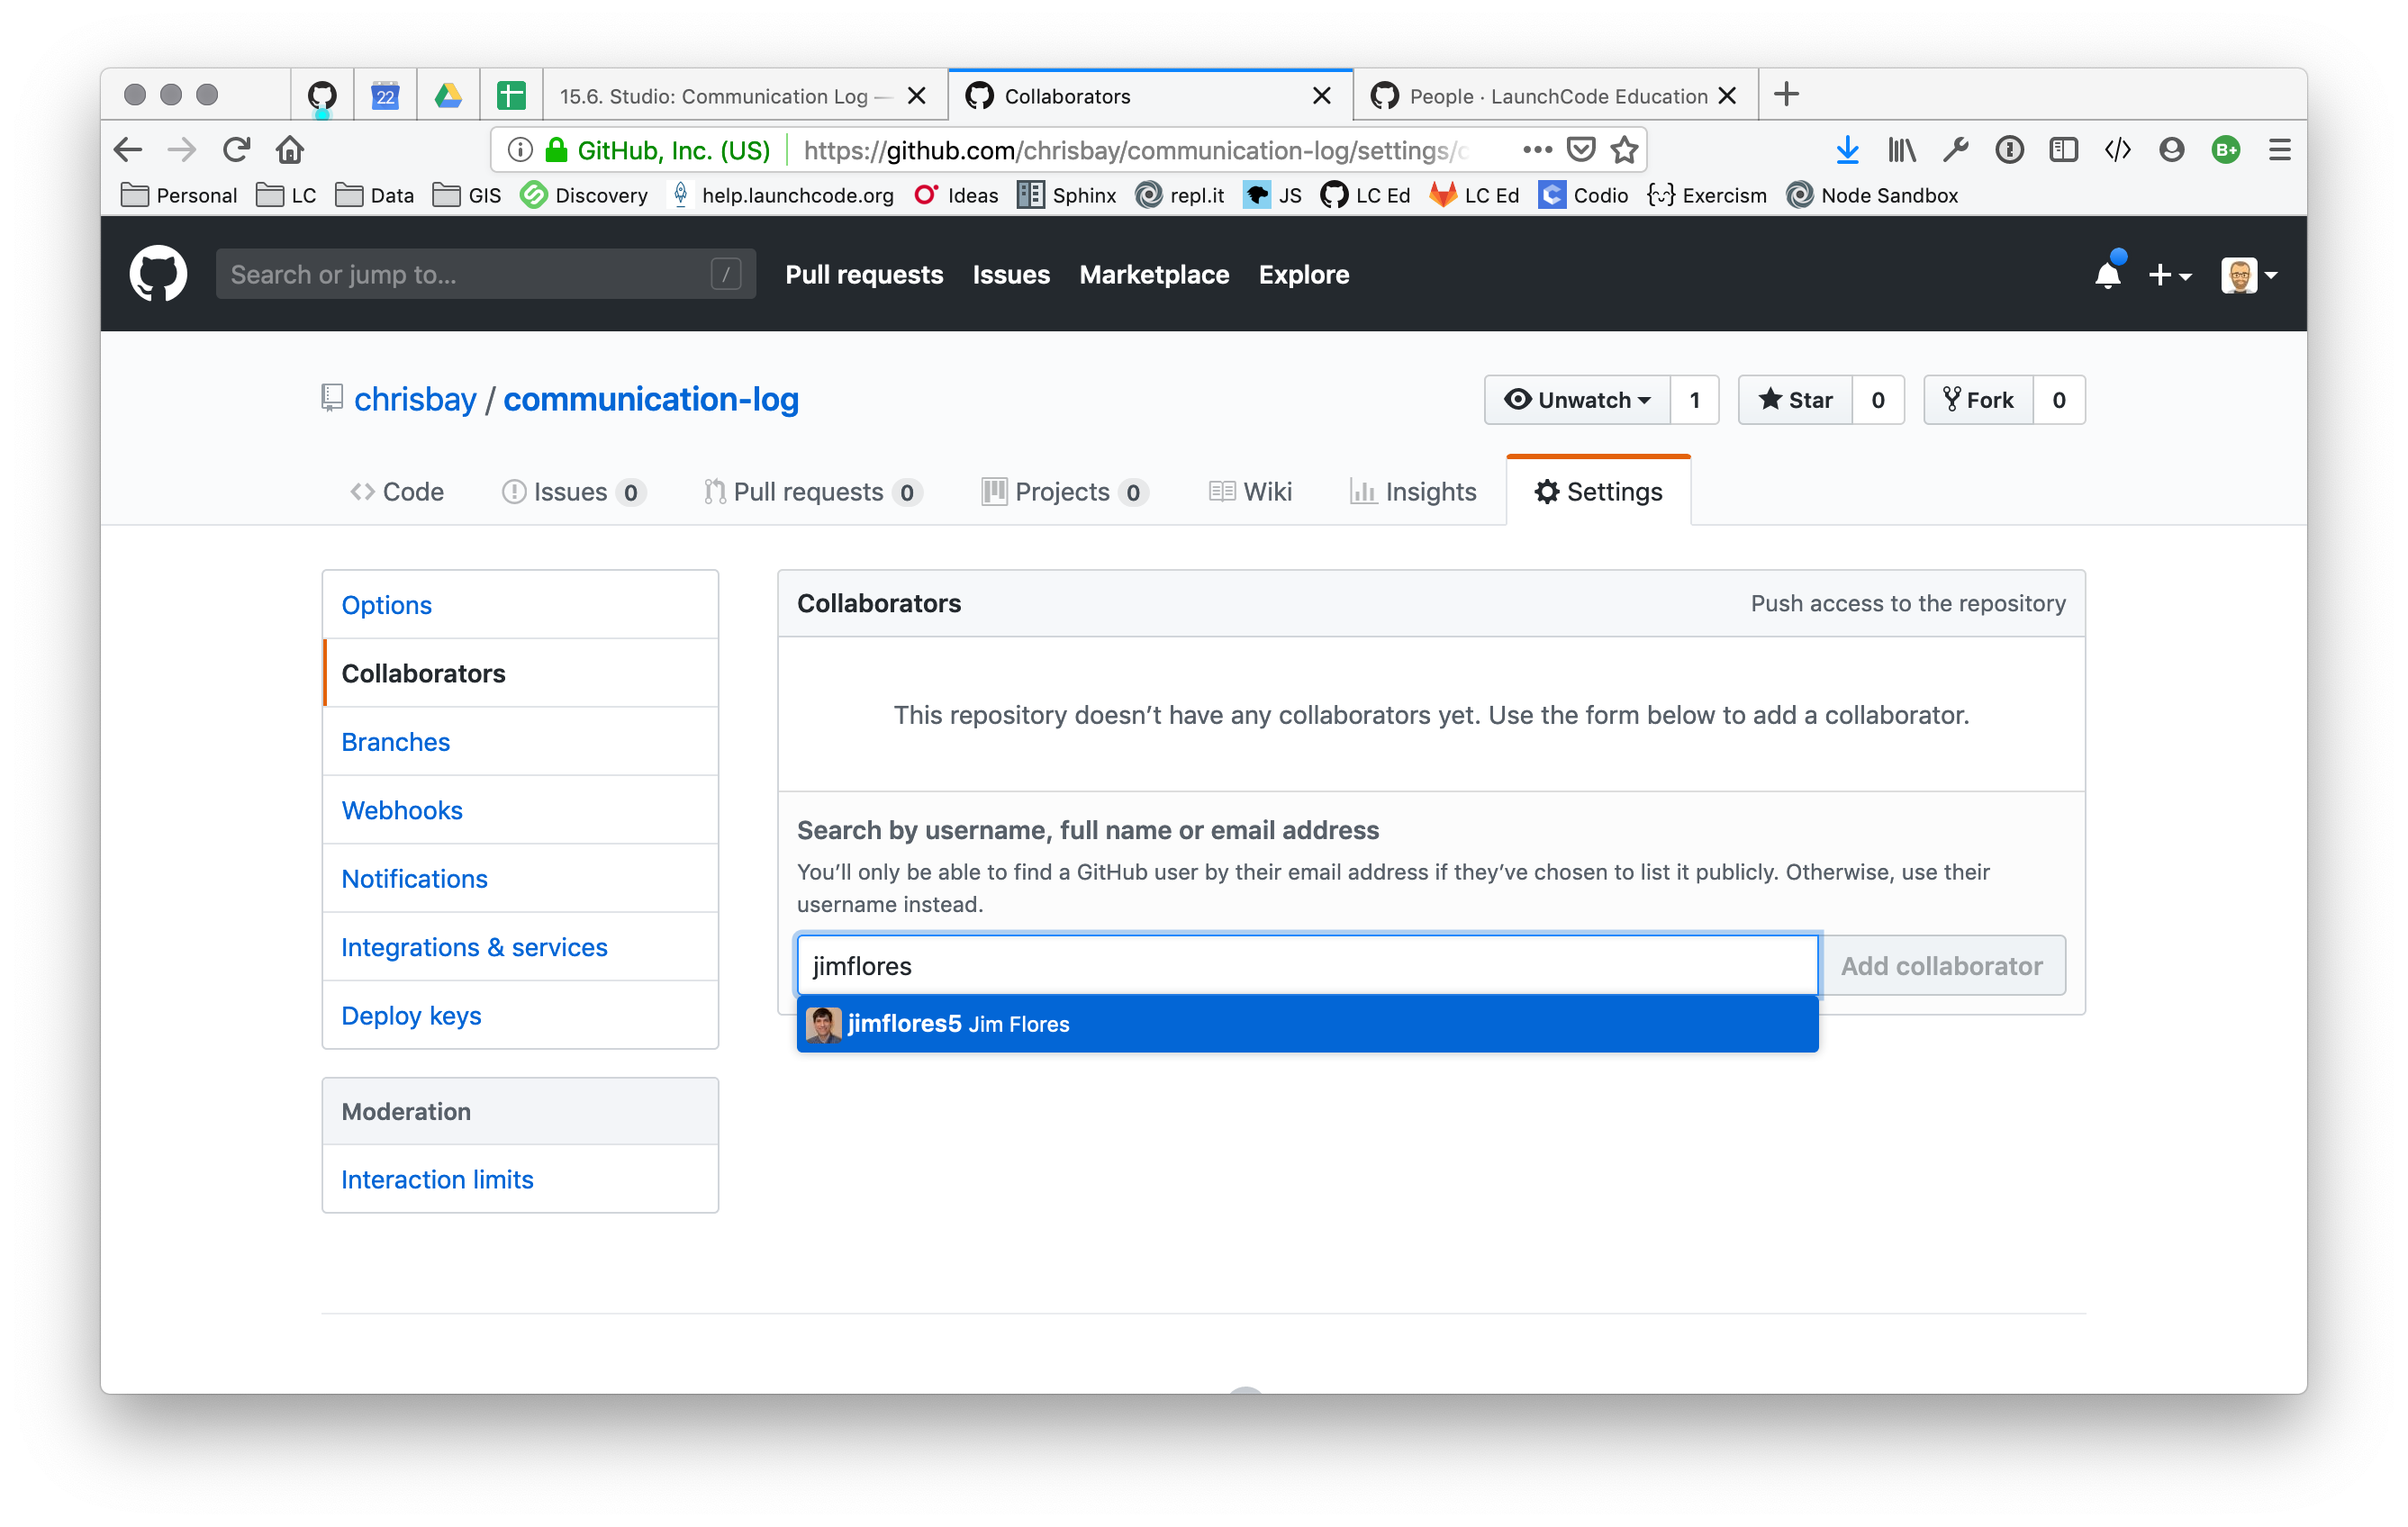 22
15.6. Studio: Communication Log —
Collaborators
People · LaunchCode Education
GitHub, Inc. (US)
https://github.com/chrisbay/communication-log/settings/c
B+
Personal LC Data GIS Discovery help.launchcode.org Ideas Sphinx repl.it JS LC Ed LC Ed Codio Exercism Node Sandbox
Search or jump to...
/
Pull requests Issues Marketplace Explore
chrisbay / communication-log
Unwatch 1 Star 0 Fork 0
Code Issues 0 Pull requests 0 Projects 0 Wiki Insights Settings
Options
Collaborators
Branches
Webhooks
Notifications
Integrations & services
Deploy keys
Moderation
Interaction limits
Collaborators
Push access to the repository
This repository doesn’t have any collaborators yet. Use the form below to add a collaborator.
Search by username, full name or email address
You’ll only be able to find a GitHub user by their email address if they’ve chosen to list it publicly. Otherwise, use their
username instead.
jimflores
Add collaborator
jimflores5 Jim Flores